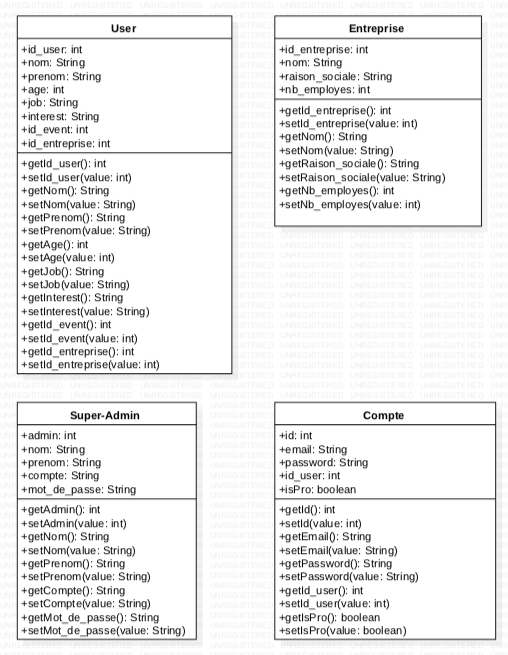 User
+id_user: int
+nom: String
+prenom: String
+age: int
+job: String
+interest: String
+id_event: int
+id_entreprise: int
+getId_user(): int
+setId_user(value: int)
+getNom(): String
+setNom(value: String)
+getPrenom(): String
+setPrenom(value: String)
+getAge(): int
+setAge(value: int)
+getJob(): String
+setJob(value: String)
+getInterest(): String
+setInterest(value: String)
+getId_event(): int
+setId_event(value: int)
+getId_entreprise(): int
+setId_entreprise(value: int)
Entreprise
+id_entreprise: int
+nom: String
+raison_sociale: String
+nb_employes: int
+getId_entreprise(): int
+setId_entreprise(value: int)
+getNom(): String
+setNom(value: String)
+getRaison_sociale(): String
+setRaison_sociale(value: String)
+getNb_employes(): int
+setNb_employes(value: int)
Super-Admin
+admin: int
+nom: String
+prenom: String
+compte: String
+mot_de_passe: String
+getAdmin(): int
+setAdmin(value: int)
+getNom(): String
+setNom(value: String)
+getPrenom(): String
+setPrenom(value: String)
+getCompte(): String
+setCompte(value: String)
+getMot_de_passe(): String
+setMot_de_passe(value: String)
Compte
+id: int
+email: String
+password: String
+id_user: int
+isPro: boolean
+getId(): int
+setId(value: int)
+getEmail(): String
+setEmail(value: String)
+getPassword(): String
+setPassword(value: String)
+getId_user(): int
+setId_user(value: int)
+getIsPro(): boolean
+setIsPro(value: boolean)
UNREGISTERED